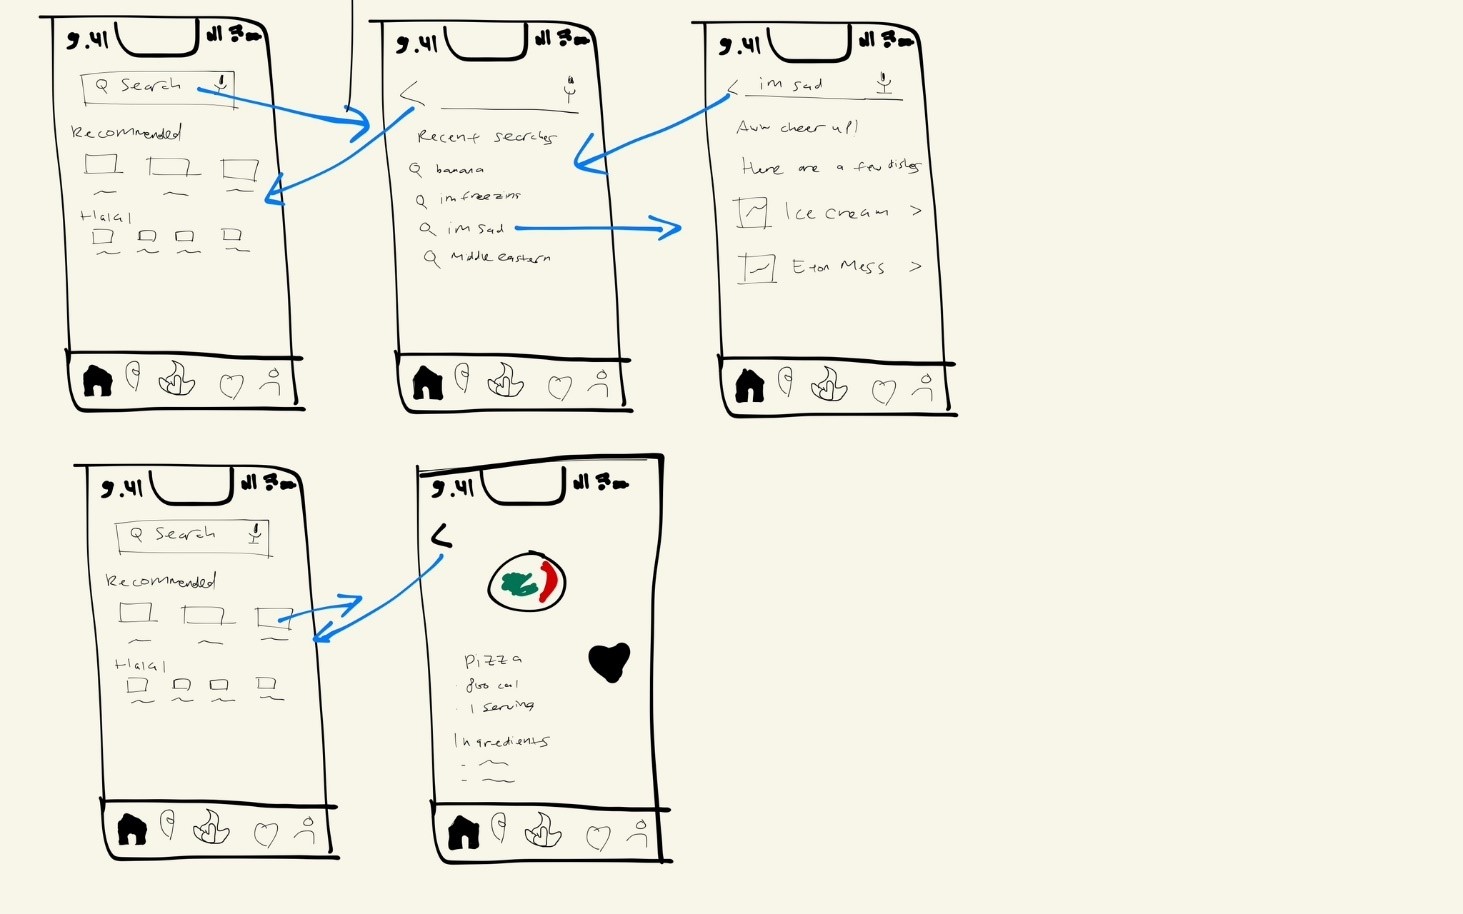 9.41
Search
Recommended
Halal
9.41
Recent searches
banana
im freezing
im sad
Middle eastern
9.41
im sad
Aww cheer up!
Here are a few dishes
Ice cream >
Eton Mess >
9.41
Search
Recommended
Halal
9.41
Pizza
. 800 cal
. 1 serving
Ingredients